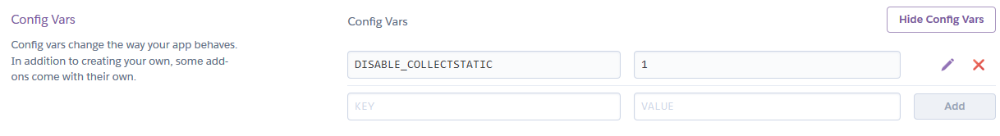 Config Vars
Config vars change the way your app behaves.
In addition to creating your own, some add-
ons come with their own.
Config Vars
Hide Config Vars
DISABLE_COLLECTSTATIC
1
KEY
VALUE
Add